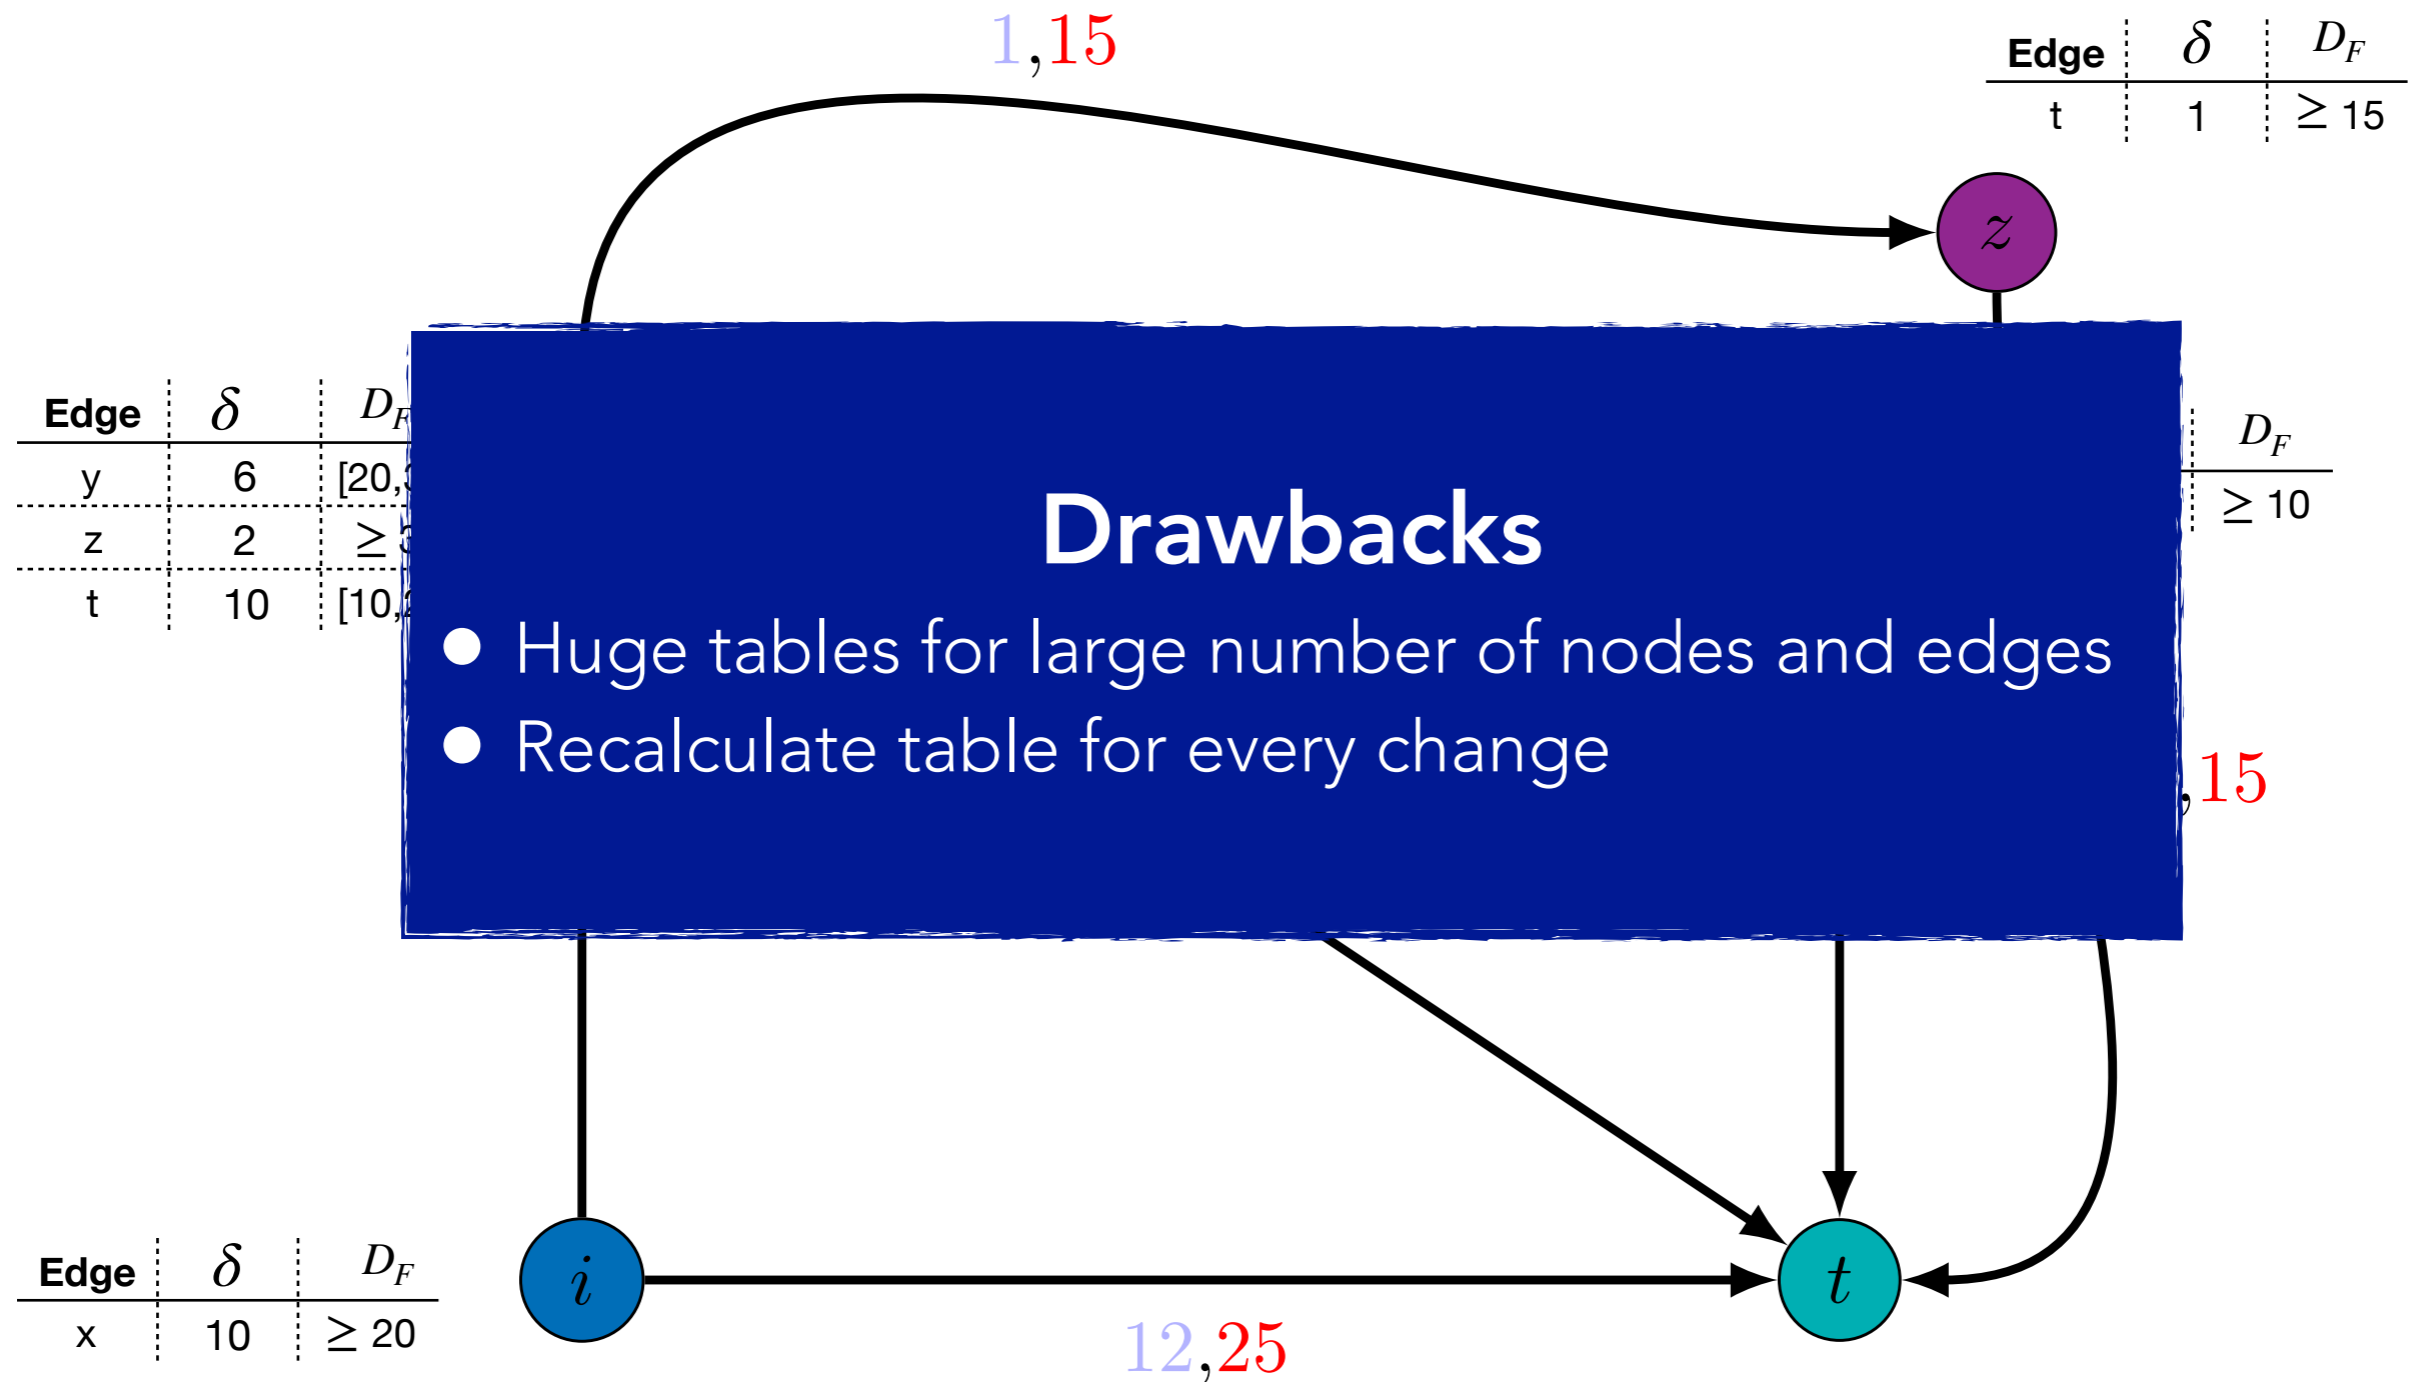 1,15
Edge δ D_F
t 1 ≥ 15
z
Edge δ D_F
y 6 [20,
z 2 ≥
t 10 [10,
D_F
≥ 10
Drawbacks
● Huge tables for large number of nodes and edges
● Recalculate table for every change
,15
Edge δ D_F
x 10 ≥ 20
i
t
12,25